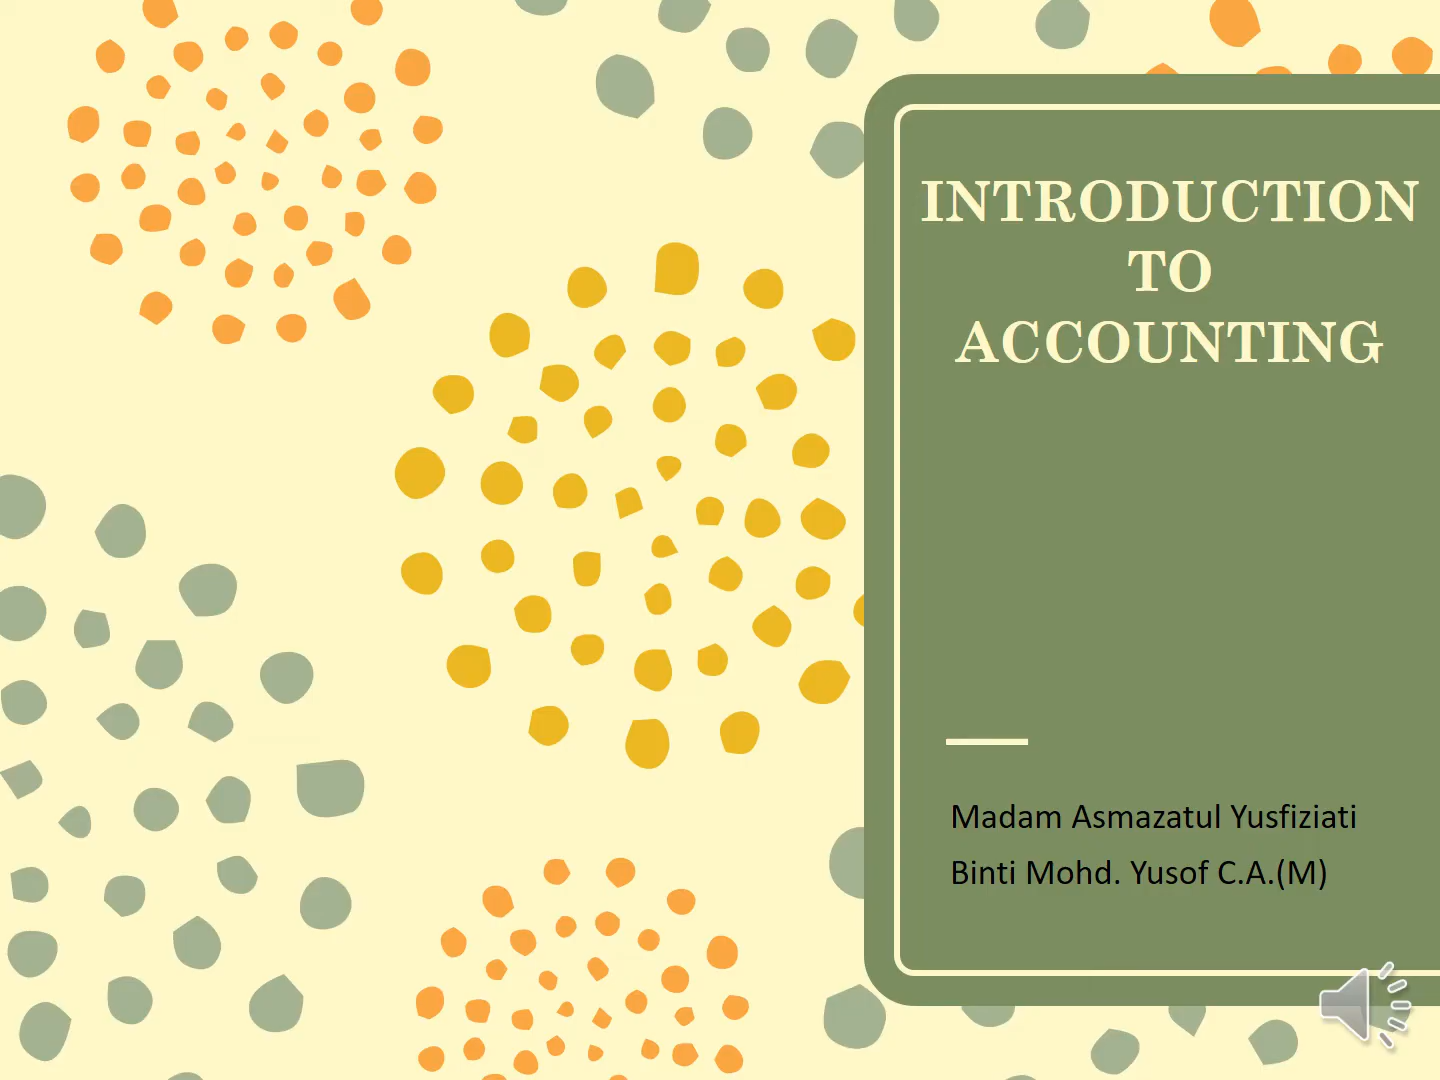 INTRODUCTION
TO
ACCOUNTING
Madam Asmazatul Yusfiziati
Binti Mohd. Yusof C.A.(M)